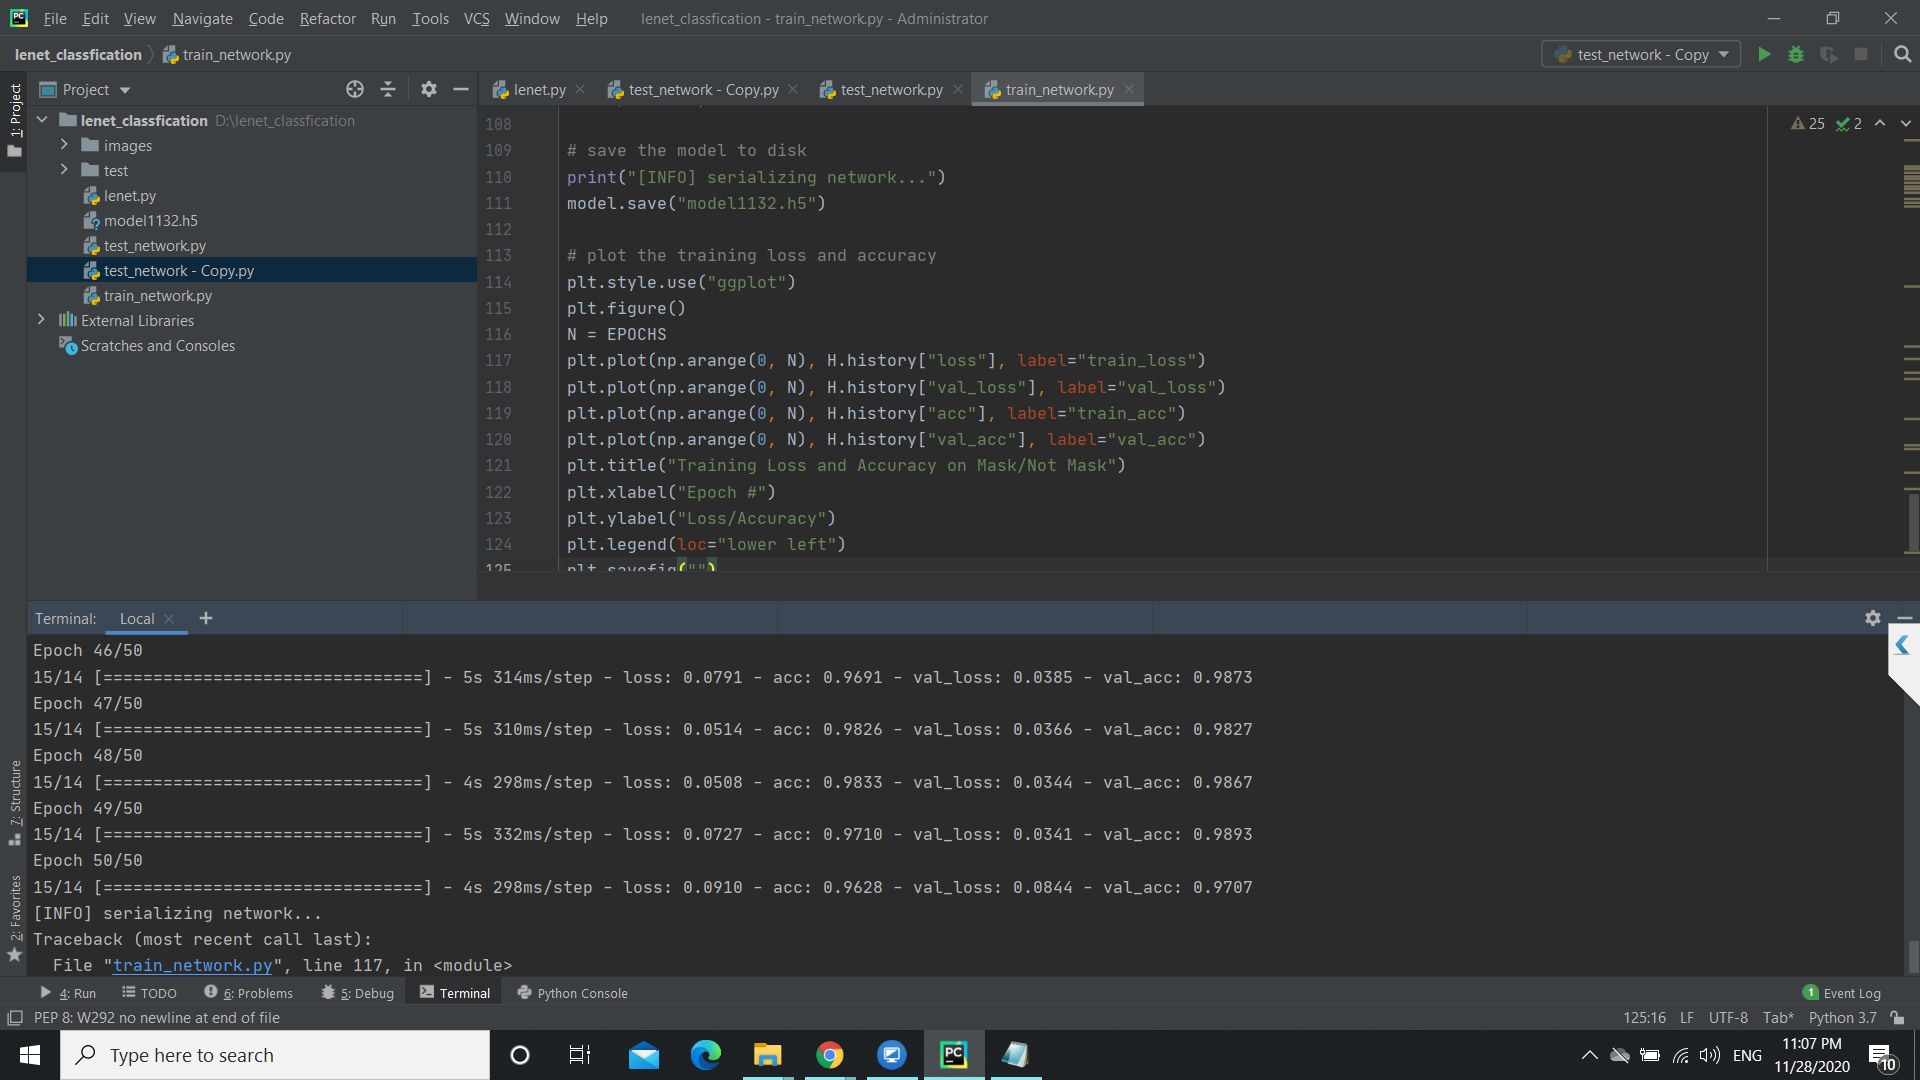 File Edit View Navigate Code Refactor Run Tools VCS Window Help lenet_classfication - train_network.py - Administrator
lenet_classfication train_network.py test_network - Copy
1: Project
Project
lenet.py test_network - Copy.py test_network.py train_network.py
lenet_classfication D:\lenet_classfication
images
test
lenet.py
model1132.h5
test_network.py
test_network - Copy.py
train_network.py
External Libraries
Scratches and Consoles
25 2
108
109 # save the model to disk
110 print("[INFO] serializing network...")
111 model.save("model1132.h5")
112
113 # plot the training loss and accuracy
114 plt.style.use("ggplot")
115 plt.figure()
116 N = EPOCHS
117 plt.plot(np.arange(0, N), H.history["loss"], label="train_loss")
118 plt.plot(np.arange(0, N), H.history["val_loss"], label="val_loss")
119 plt.plot(np.arange(0, N), H.history["acc"], label="train_acc")
120 plt.plot(np.arange(0, N), H.history["val_acc"], label="val_acc")
121 plt.title("Training Loss and Accuracy on Mask/Not Mask")
122 plt.xlabel("Epoch #")
123 plt.ylabel("Loss/Accuracy")
124 plt.legend(loc="lower left")
125 plt.savefig("")
Terminal: Local
Epoch 46/50
15/14 [================================] - 5s 314ms/step - loss: 0.0791 - acc: 0.9691 - val_loss: 0.0385 - val_acc: 0.9873
Epoch 47/50
15/14 [================================] - 5s 310ms/step - loss: 0.0514 - acc: 0.9826 - val_loss: 0.0366 - val_acc: 0.9827
Epoch 48/50
15/14 [================================] - 4s 298ms/step - loss: 0.0508 - acc: 0.9833 - val_loss: 0.0344 - val_acc: 0.9867
Epoch 49/50
15/14 [================================] - 5s 332ms/step - loss: 0.0727 - acc: 0.9710 - val_loss: 0.0341 - val_acc: 0.9893
Epoch 50/50
15/14 [================================] - 4s 298ms/step - loss: 0.0910 - acc: 0.9628 - val_loss: 0.0844 - val_acc: 0.9707
[INFO] serializing network...
Traceback (most recent call last):
File "train_network.py", line 117, in <module>
7: Structure
2: Favorites
4: Run TODO 6: Problems 5: Debug Terminal Python Console 1 Event Log
PEP 8: W292 no newline at end of file 125:16 LF UTF-8 Tab* Python 3.7
Type here to search PC ENG 11:07 PM
11/28/2020 10